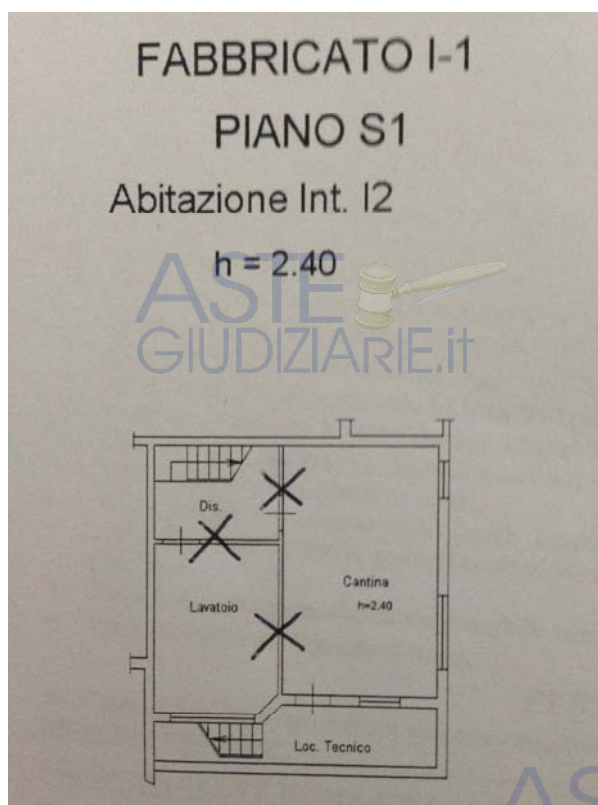 FABBRICATO I-1
PIANO S1
Abitazione Int. I2
h = 2.40
ASTE
GIUDIZIARIE.it
Dis.
Cantina
h=2.40
Lavatoio
Loc. Tecnico